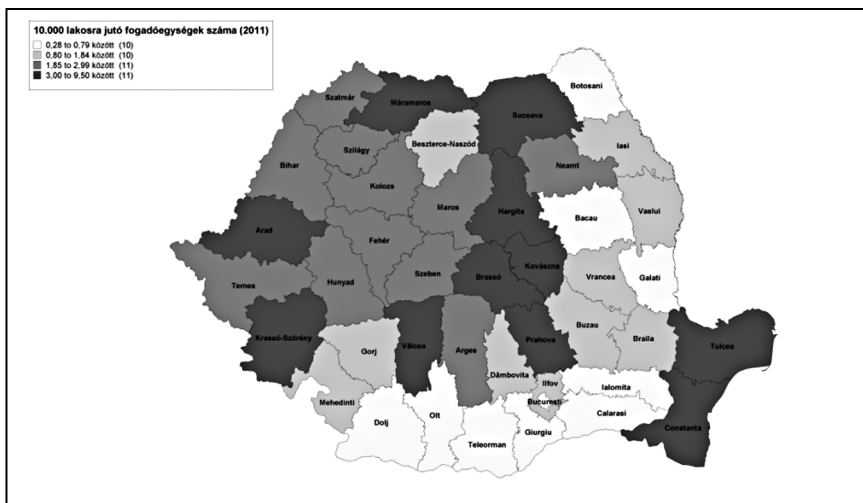 10.000 lakosra jutó fogadóegységek száma (2011)
0,28 to 0,79 között (10)
0,80 to 1,84 között (10)
1,85 to 2,99 között (11)
3,00 to 9,50 között (11)
Botosani
Szatmár
Máramaros
Suceava
Iasi
Beszterce-Naszód
Szilágy
Neamt
Bihar
Kolozs
Maros
Hargita
Vaslui
Bacau
Arad
Fehér
Kovászna
Szeben
Brassó
Vrancea
Galati
Temes
Hunyad
Buzau
Krassó-Szörény
Válcea
Prahova
Braila
Tulcea
Gorj
Arges
Dâmbovita
Ilfov
Ialomita
Mehedinti
Bucuresti
Calarasi
Olt
Dolj
Giurgiu
Constanta
Teleorman